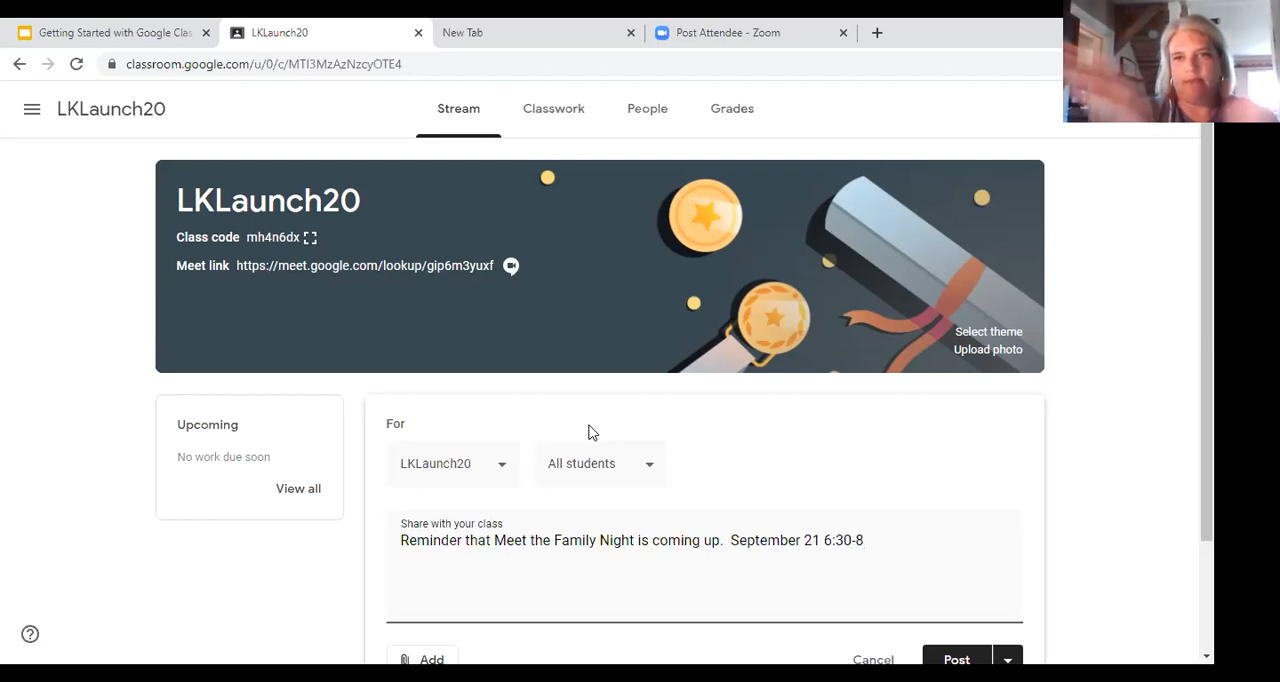 Getting Started with Google Clas
LKLaunch20
New Tab
Post Attendee - Zoom
classroom.google.com/u/0/c/MTI3MzAzNzcyOTE4
LKLaunch20
Stream
Classwork
People
Grades
LKLaunch20
Class code mh4n6dx
Meet link https://meet.google.com/lookup/gip6m3yuxf
Select theme
Upload photo
Upcoming
No work due soon
View all
For
LKLaunch20
All students
Share with your class
Reminder that Meet the Family Night is coming up.  September 21 6:30-8
Add
Cancel
Post